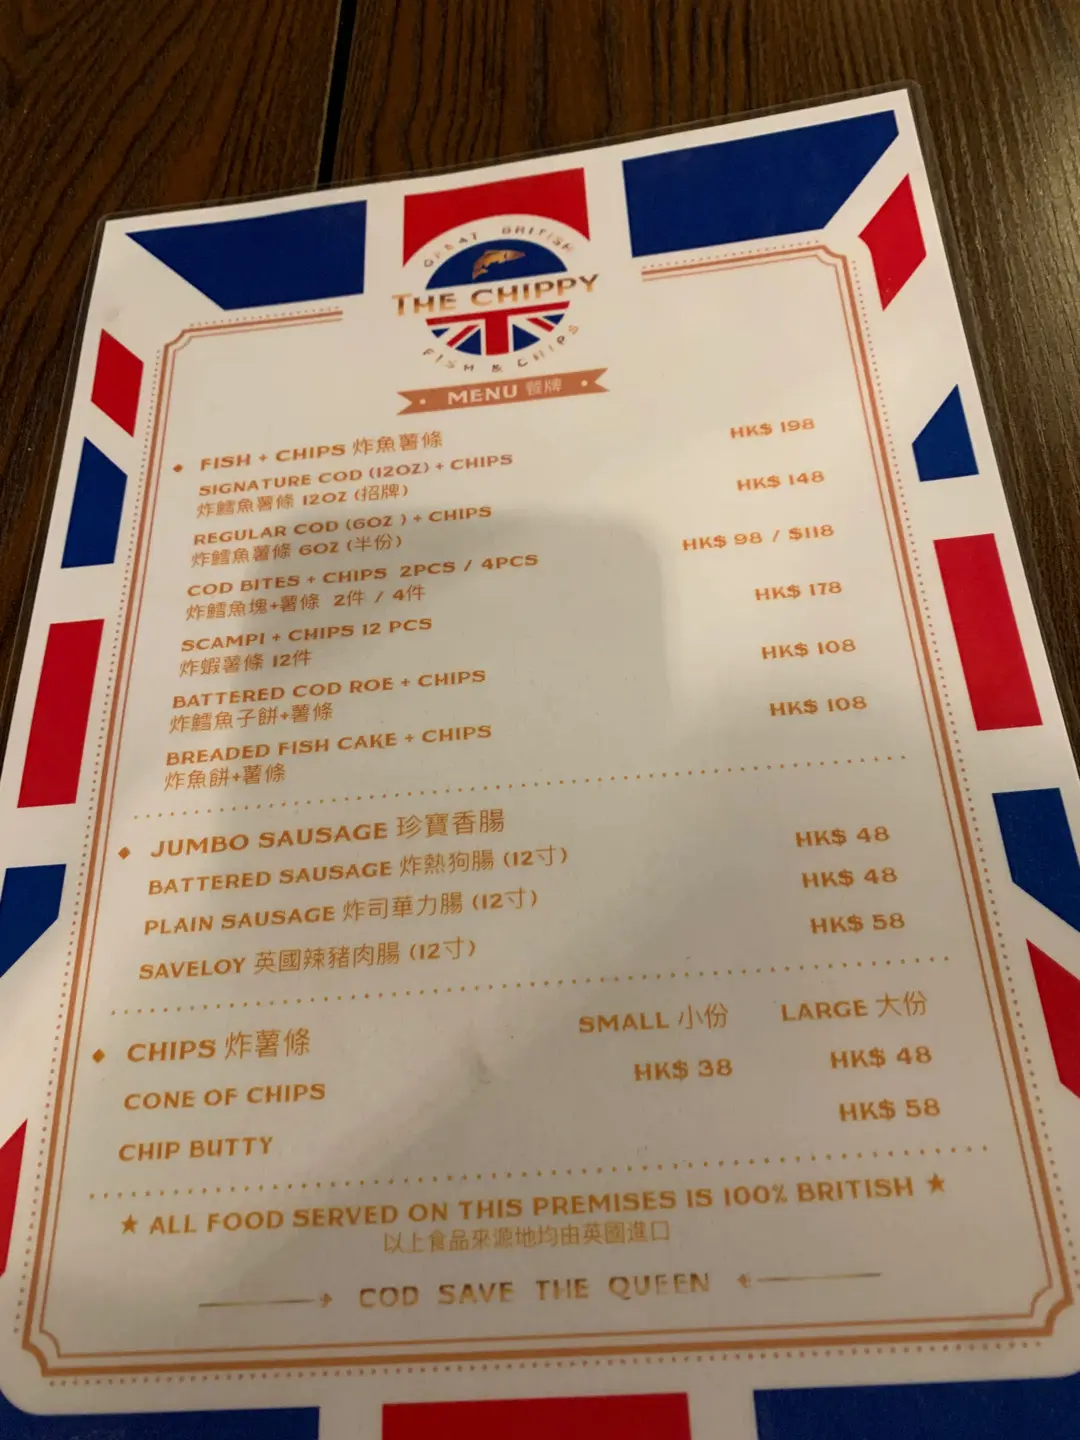 GREAT BRITISH
THE CHIPPY
FISH & CHIPS
MENU 餐牌
FISH + CHIPS 炸魚薯條
SIGNATURE COD (12OZ) + CHIPS HK$ 198
炸鱈魚薯條 12OZ (招牌)
REGULAR COD (6OZ ) + CHIPS HK$ 148
炸鱈魚薯條 6OZ (半份)
COD BITES + CHIPS 2PCS / 4PCS HK$ 98 / $118
炸鱈魚塊+薯條 2件 / 4件
SCAMPI + CHIPS 12 PCS HK$ 178
炸蝦薯條 12件
BATTERED COD ROE + CHIPS HK$ 108
炸鱈魚子餅+薯條
BREADED FISH CAKE + CHIPS HK$ 108
炸魚餅+薯條
JUMBO SAUSAGE 珍寶香腸
BATTERED SAUSAGE 炸熱狗腸 (12寸) HK$ 48
PLAIN SAUSAGE 炸司華力腸 (12寸) HK$ 48
SAVELOY 英國辣豬肉腸 (12寸) HK$ 58
CHIPS 炸薯條 SMALL 小份 LARGE 大份
CONE OF CHIPS HK$ 38 HK$ 48
CHIP BUTTY HK$ 58
★ ALL FOOD SERVED ON THIS PREMISES IS 100% BRITISH ★
以上食品來源地均由英國進口
COD SAVE THE QUEEN